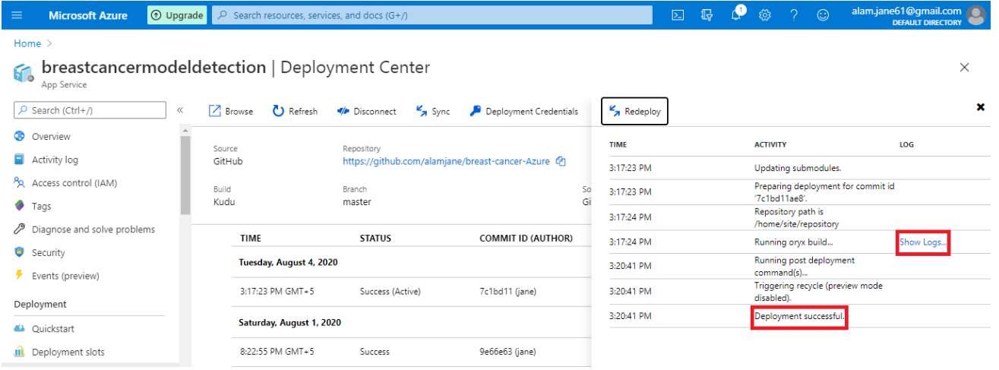 Microsoft Azure
Upgrade
Search resources, services, and docs (G+/)
1
alam.jane61@gmail.com
DEFAULT DIRECTORY
Home >
breastcancermodeldetection | Deployment Center
App Service
Search (Ctrl+/)
Overview
Activity log
Access control (IAM)
Tags
Diagnose and solve problems
Security
Events (preview)
Deployment
Quickstart
Deployment slots
Browse Refresh Disconnect Sync Deployment Credentials
Source Repository
GitHub https://github.com/alamjane/breast-cancer-Azure
Build Branch So
Kudu master Gi
TIME STATUS COMMIT ID (AUTHOR)
Tuesday, August 4, 2020
3:17:23 PM GMT+5 Success (Active) 7c1bd11 (jane)
Saturday, August 1, 2020
8:22:55 PM GMT+5 Success 9e66e63 (jane)
Redeploy
TIME ACTIVITY LOG
3:17:23 PM Updating submodules.
3:17:23 PM Preparing deployment for commit id
'7c1bd11ae8'.
3:17:24 PM Repository path is
/home/site/repository
3:17:24 PM Running oryx build... Show Logs...
3:20:41 PM Running post deployment
command(s)...
3:20:41 PM Triggering recycle (preview mode
disabled).
3:20:41 PM Deployment successful.